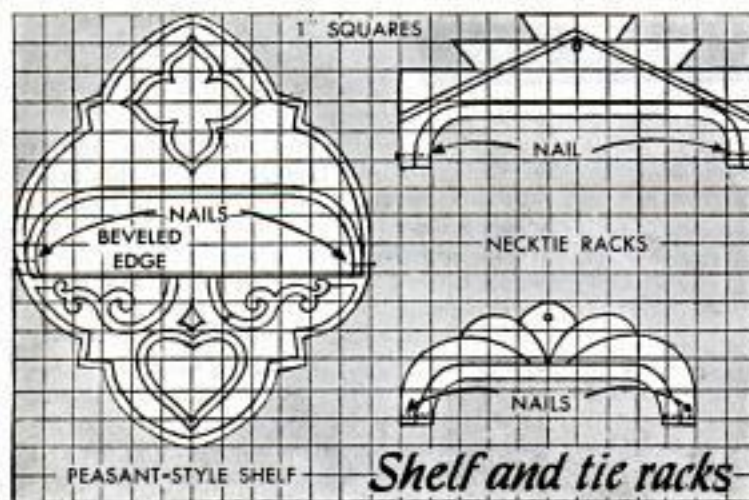 1" SQUARES
NAIL
NAILS
BEVELED
EDGE
NECKTIE RACKS
NAILS
PEASANT-STYLE SHELF
Shelf and tie racks